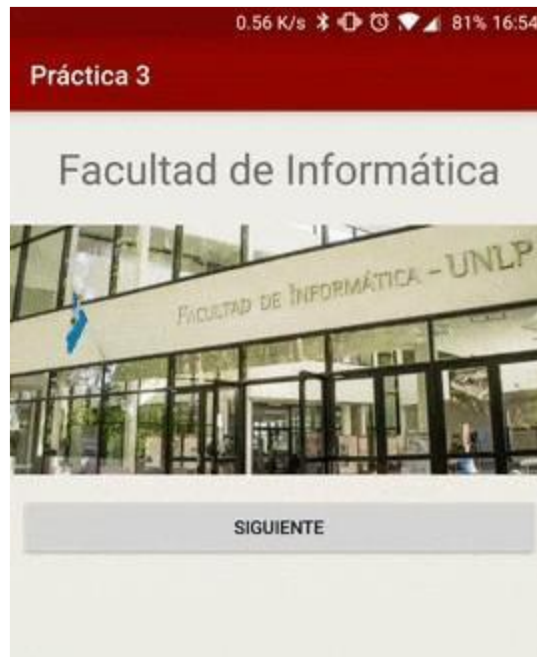 0.56 K/s 81% 16:54
Práctica 3
Facultad de Informática
FACULTAD DE INFORMÁTICA - UNLP
SIGUIENTE